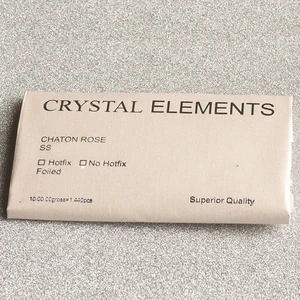 CRYSTAL ELEMENTS
CHATON ROSE
SS
Hotfix No Hotfix
Foiled
10:00.00gross=1,440pcs
Superior Quality